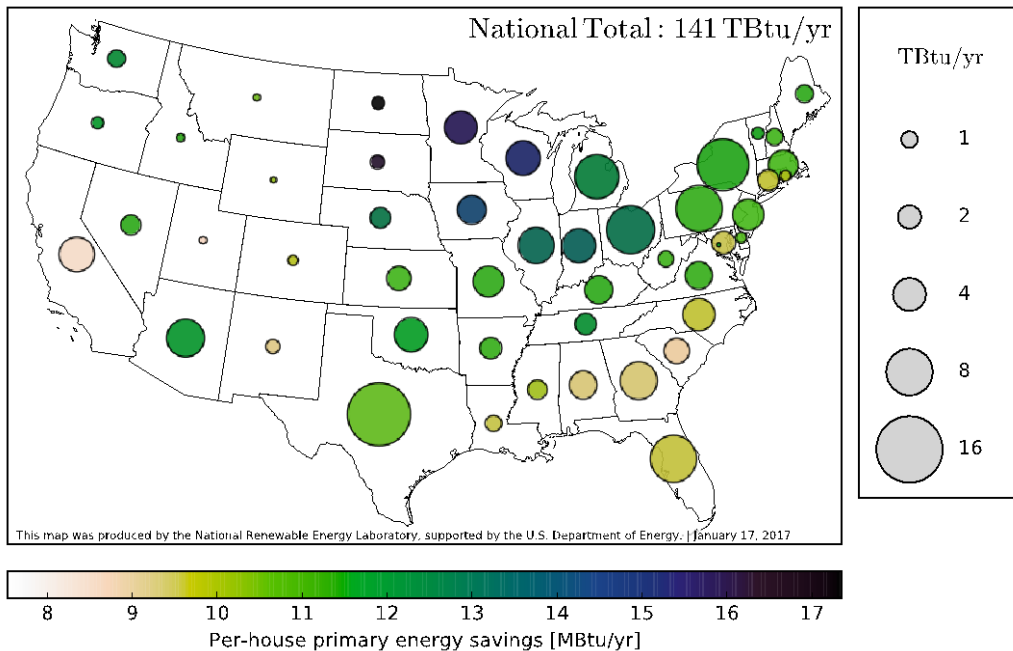 National Total : 141 TBtu/yr
TBtu/yr
1
2
4
8
16
This map was produced by the National Renewable Energy Laboratory, supported by the U.S. Department of Energy. | January 17, 2017
8 9 10 11 12 13 14 15 16 17
Per-house primary energy savings [MBtu/yr]